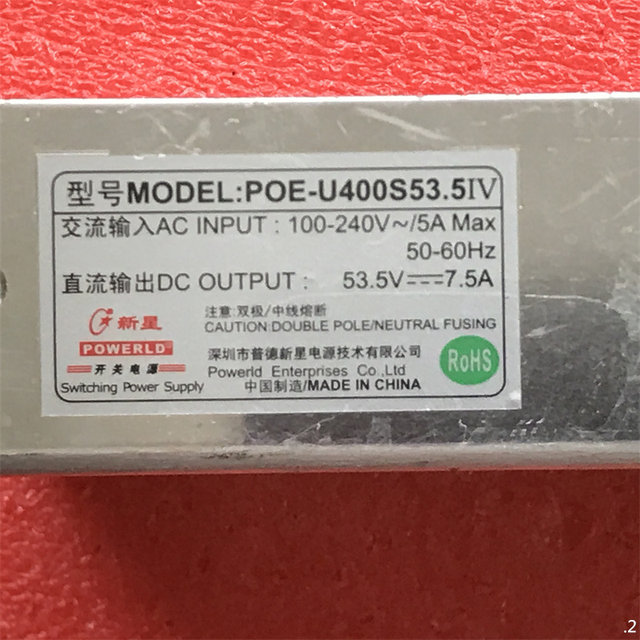 型号MODEL:POE-U400S53.5IV
交流输入AC INPUT : 100-240V~/5A Max
50-60Hz
直流输出DC OUTPUT : 53.5V⎓7.5A
新星
POWERLD
开关电源
Switching Power Supply
注意:双极/中线熔断
CAUTION DOUBLE POLE/NEUTRAL FUSING
深圳市普德新星电源技术有限公司
Powerld Enterprises Co.,Ltd
中国制造/MADE IN CHINA
RoHS
.2